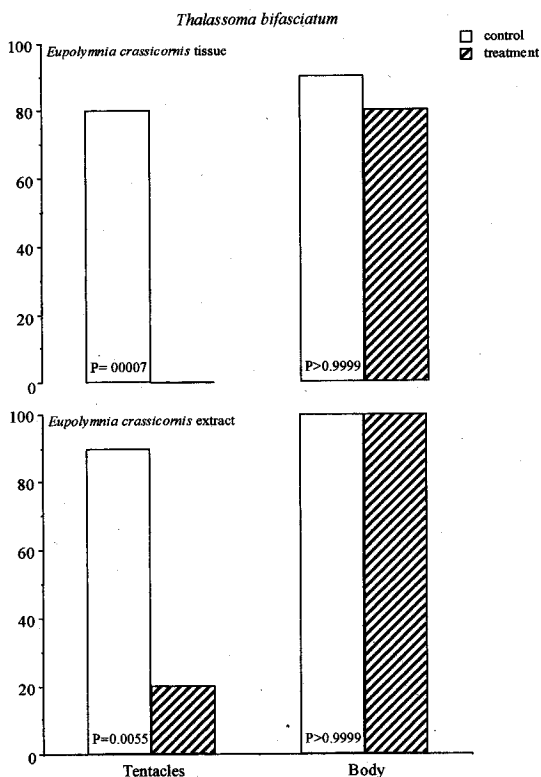 Thalassoma bifasciatum
control
treatment
Eupolymnia crassicornis tissue
100
80
60
40
20
0
P= 00007
P>0.9999
Eupolymnia crassicornis extract
100
80
60
40
20
0
P=0.0055
P>0.9999
Tentacles
Body